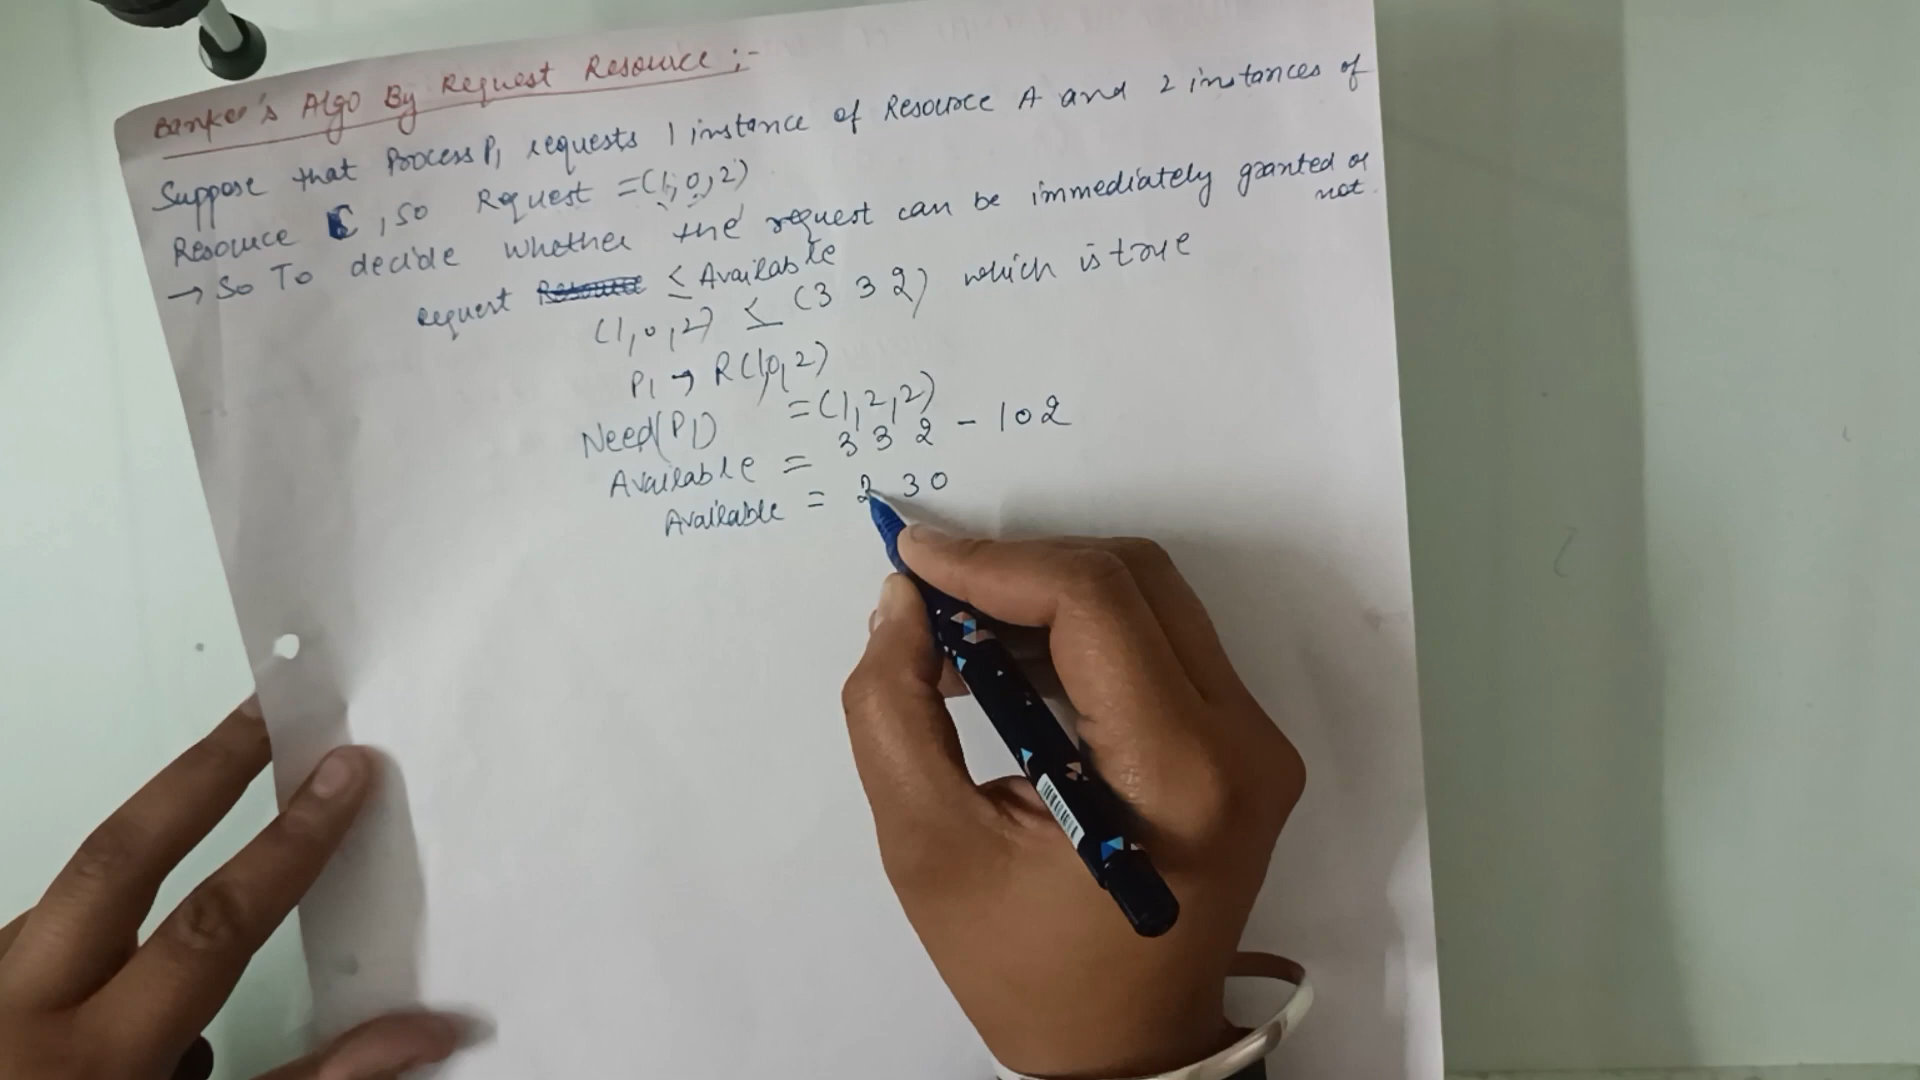 Banker's Algo By Request Resource :-
Suppose that Process P1 requests 1 instance of Resource A and 2 instances of
Resource C, so Request = (1,0,2)
→ So To decide whether the request can be immediately granted or not.
request ≤ Available
(1,0,2) ≤ (3 3 2) which is true
P1 → R(1,0,2)
Need(P1) = (1,2,2)
Available = 3 3 2 - 102
Available = 2 3 0